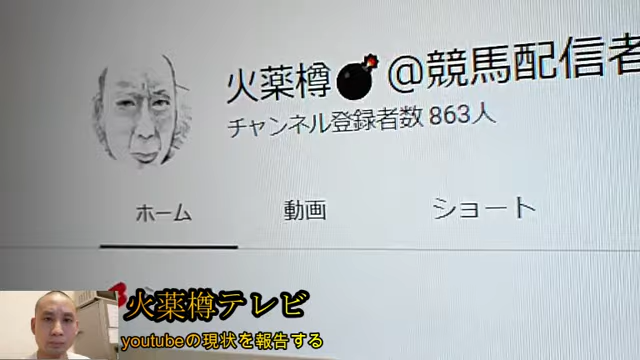 火薬樽💣@競馬配信者
チャンネル登録者数 863人
ホーム 動画 ショート
火薬樽テレビ
youtubeの現状を報告する